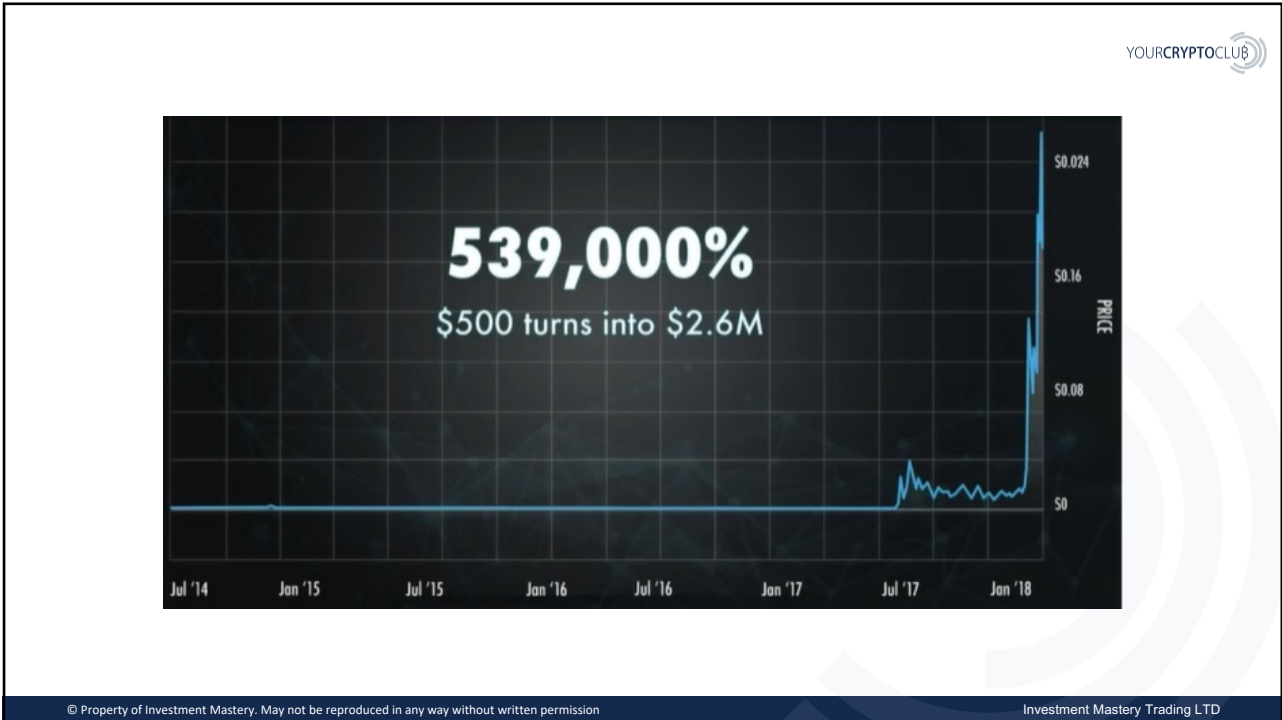 YOURCRYPTOCLUB
539,000%
$500 turns into $2.6M
$0.024
$0.16
$0.08
$0
PRICE
Jul '14 Jan '15 Jul '15 Jan '16 Jul '16 Jan '17 Jul '17 Jan '18
© Property of Investment Mastery. May not be reproduced in any way without written permission
Investment Mastery Trading LTD